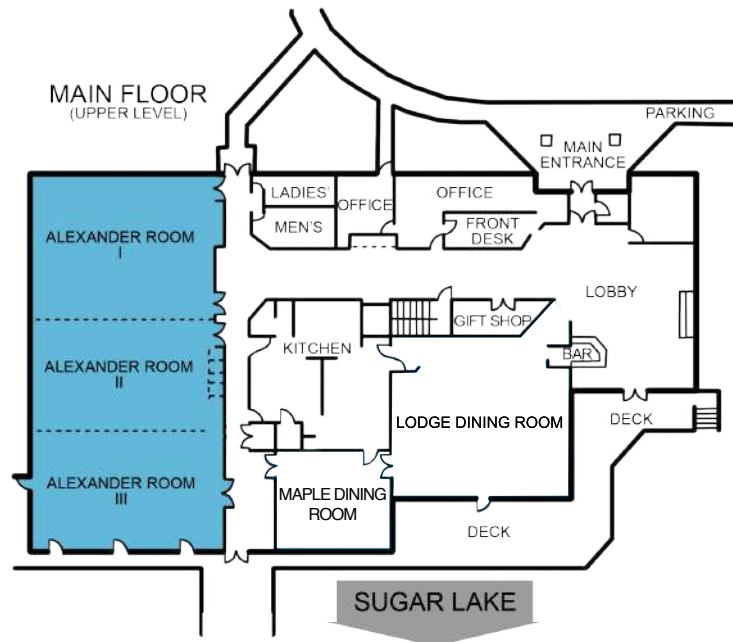 MAIN FLOOR
(UPPER LEVEL)
PARKING
MAIN
ENTRANCE
LADIES'
MEN'S
OFFICE
OFFICE
FRONT
DESK
ALEXANDER ROOM
I
LOBBY
GIFT SHOP
KITCHEN
BAR
ALEXANDER ROOM
II
LODGE DINING ROOM
DECK
ALEXANDER ROOM
III
MAPLE DINING
ROOM
DECK
SUGAR LAKE